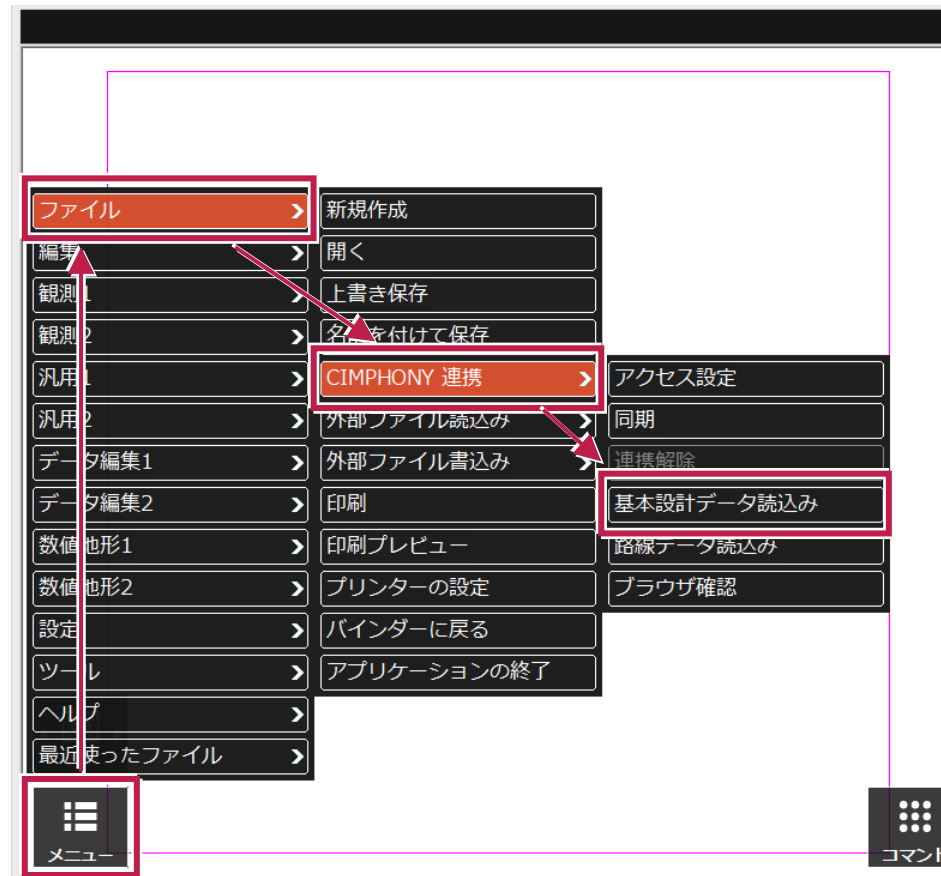 ファイル
編集
観測1
観測2
汎用1
汎用2
データ編集1
データ編集2
数値地形1
数値地形2
設定
ツール
ヘルプ
最近使ったファイル
新規作成
開く
上書き保存
名前を付けて保存
CIMPHONY 連携
外部ファイル読込み
外部ファイル書込み
印刷
印刷プレビュー
プリンターの設定
バインダーに戻る
アプリケーションの終了
アクセス設定
同期
連携解除
基本設計データ読込み
路線データ読込み
ブラウザ確認
メニュー
コマンド